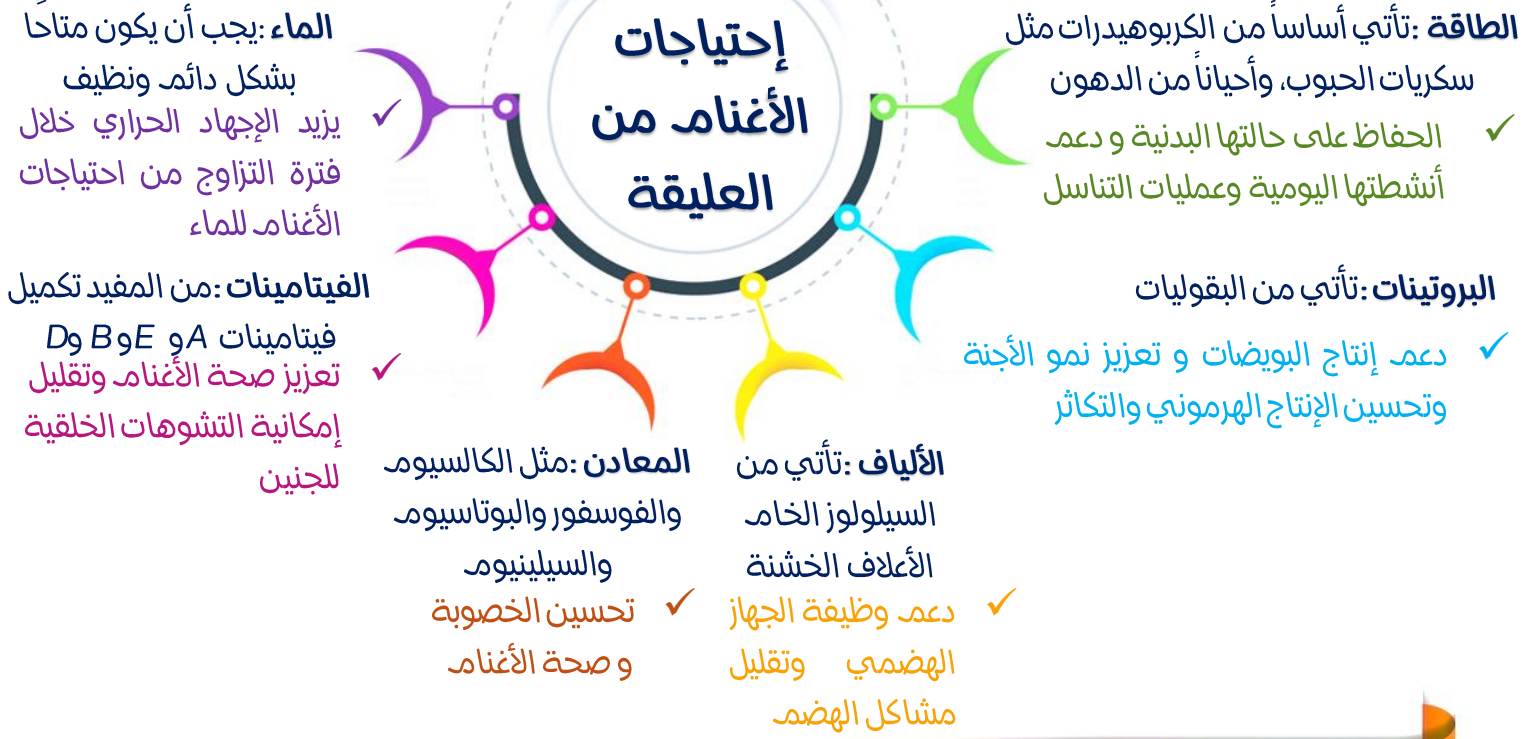 إحتياجات
الأغنام من
العليقة
الطاقة :تأتي أساساً من الكربوهيدرات مثل
سكريات الحبوب، وأحياناً من الدهون
✓ الحفاظ على حالتها البدنية و دعم
أنشطتها اليومية وعمليات التناسل
البروتينات :تأتي من البقوليات
✓ دعم إنتاج البويضات و تعزيز نمو الأجنة
وتحسين الإنتاج الهرموني والتكاثر
الألياف :تأتي من
السيلولوز الخام
الأعلاف الخشنة
✓ دعم وظيفة الجهاز
الهضمي وتقليل
مشاكل الهضم
المعادن :مثل الكالسيوم
والفوسفور والبوتاسيوم
والسيلينيوم
✓ تحسين الخصوبة
و صحة الأغنام
الفيتامينات :من المفيد تكميل
فيتامينات A و E و B و D
✓ تعزيز صحة الأغنام وتقليل
إمكانية التشوهات الخلقية
للجنين
الماء :يجب أن يكون متاحاً
بشكل دائم ونظيف
✓ يزيد الإجهاد الحراري خلال
فترة التزاوج من احتياجات
الأغنام للماء